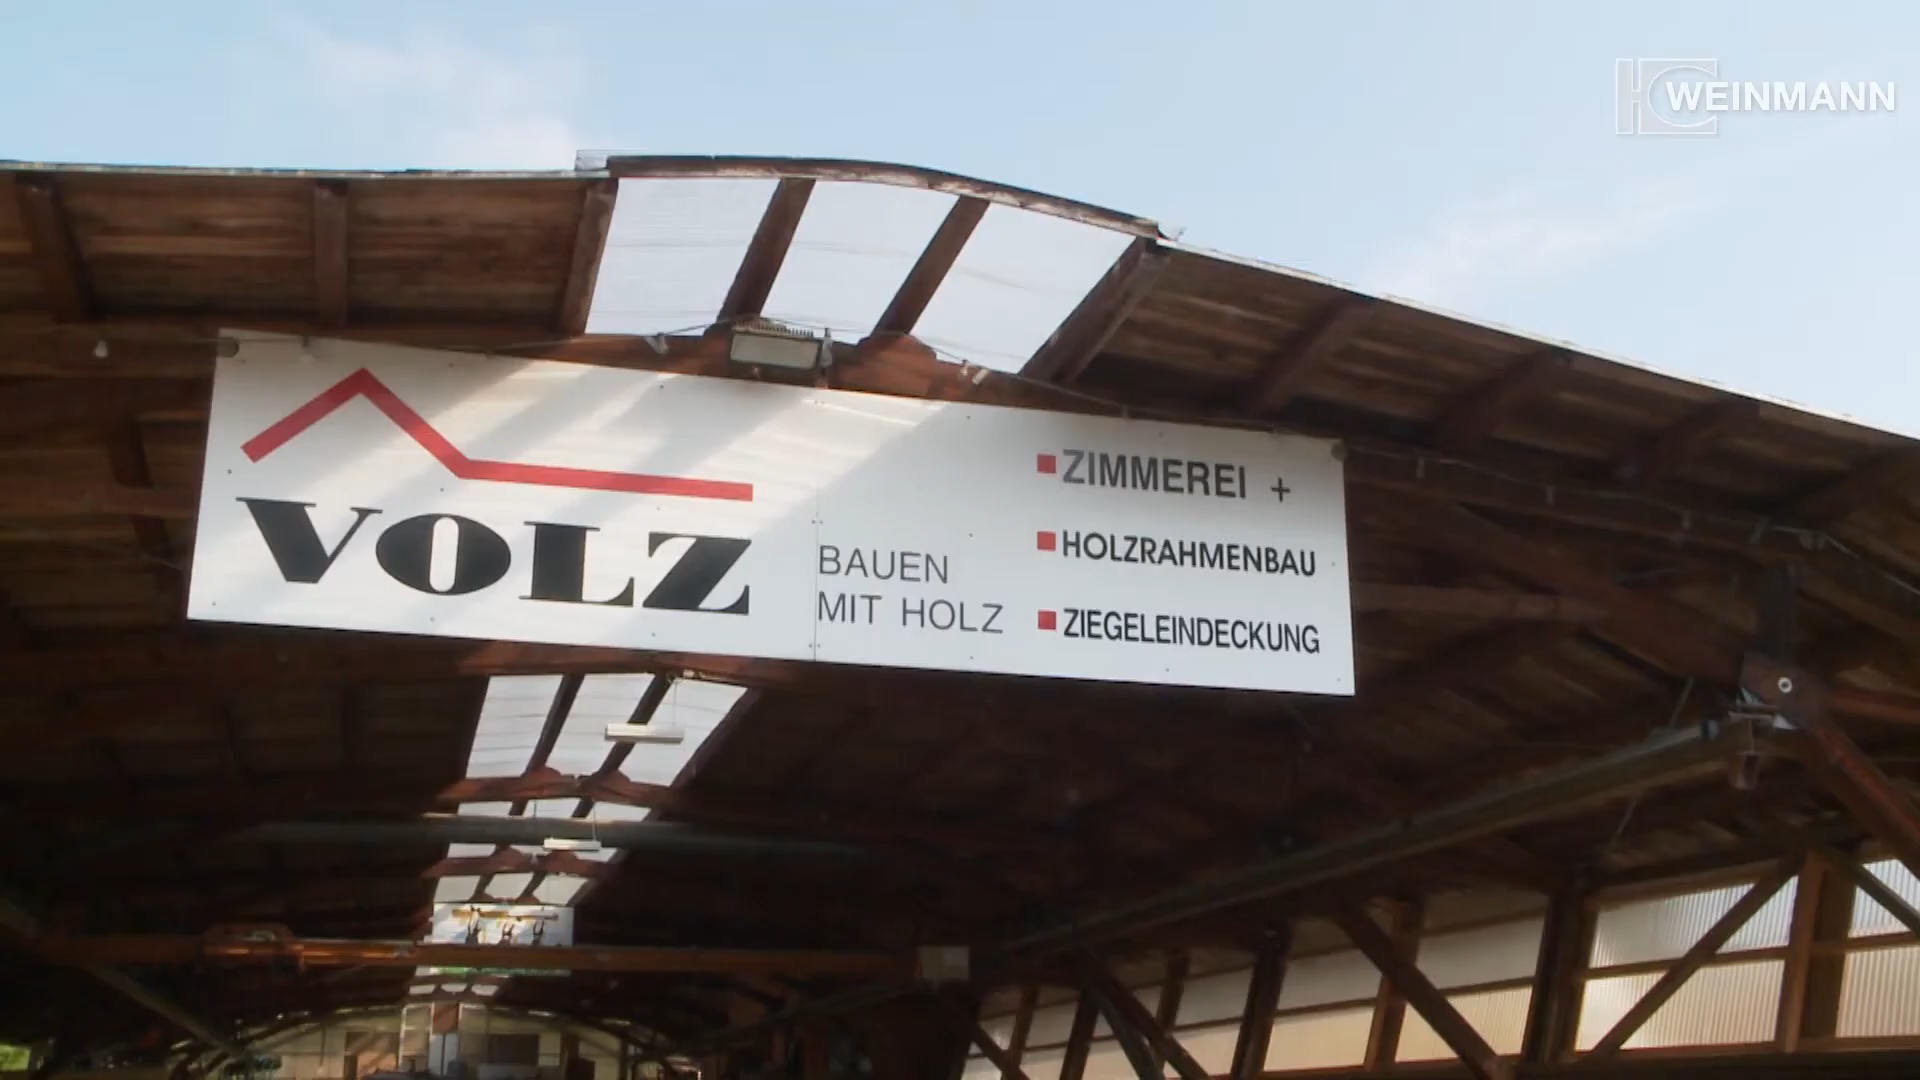 WEINMANN
VOLZ
BAUEN
MIT HOLZ
ZIMMEREI +
HOLZRAHMENBAU
ZIEGELEINDECKUNG